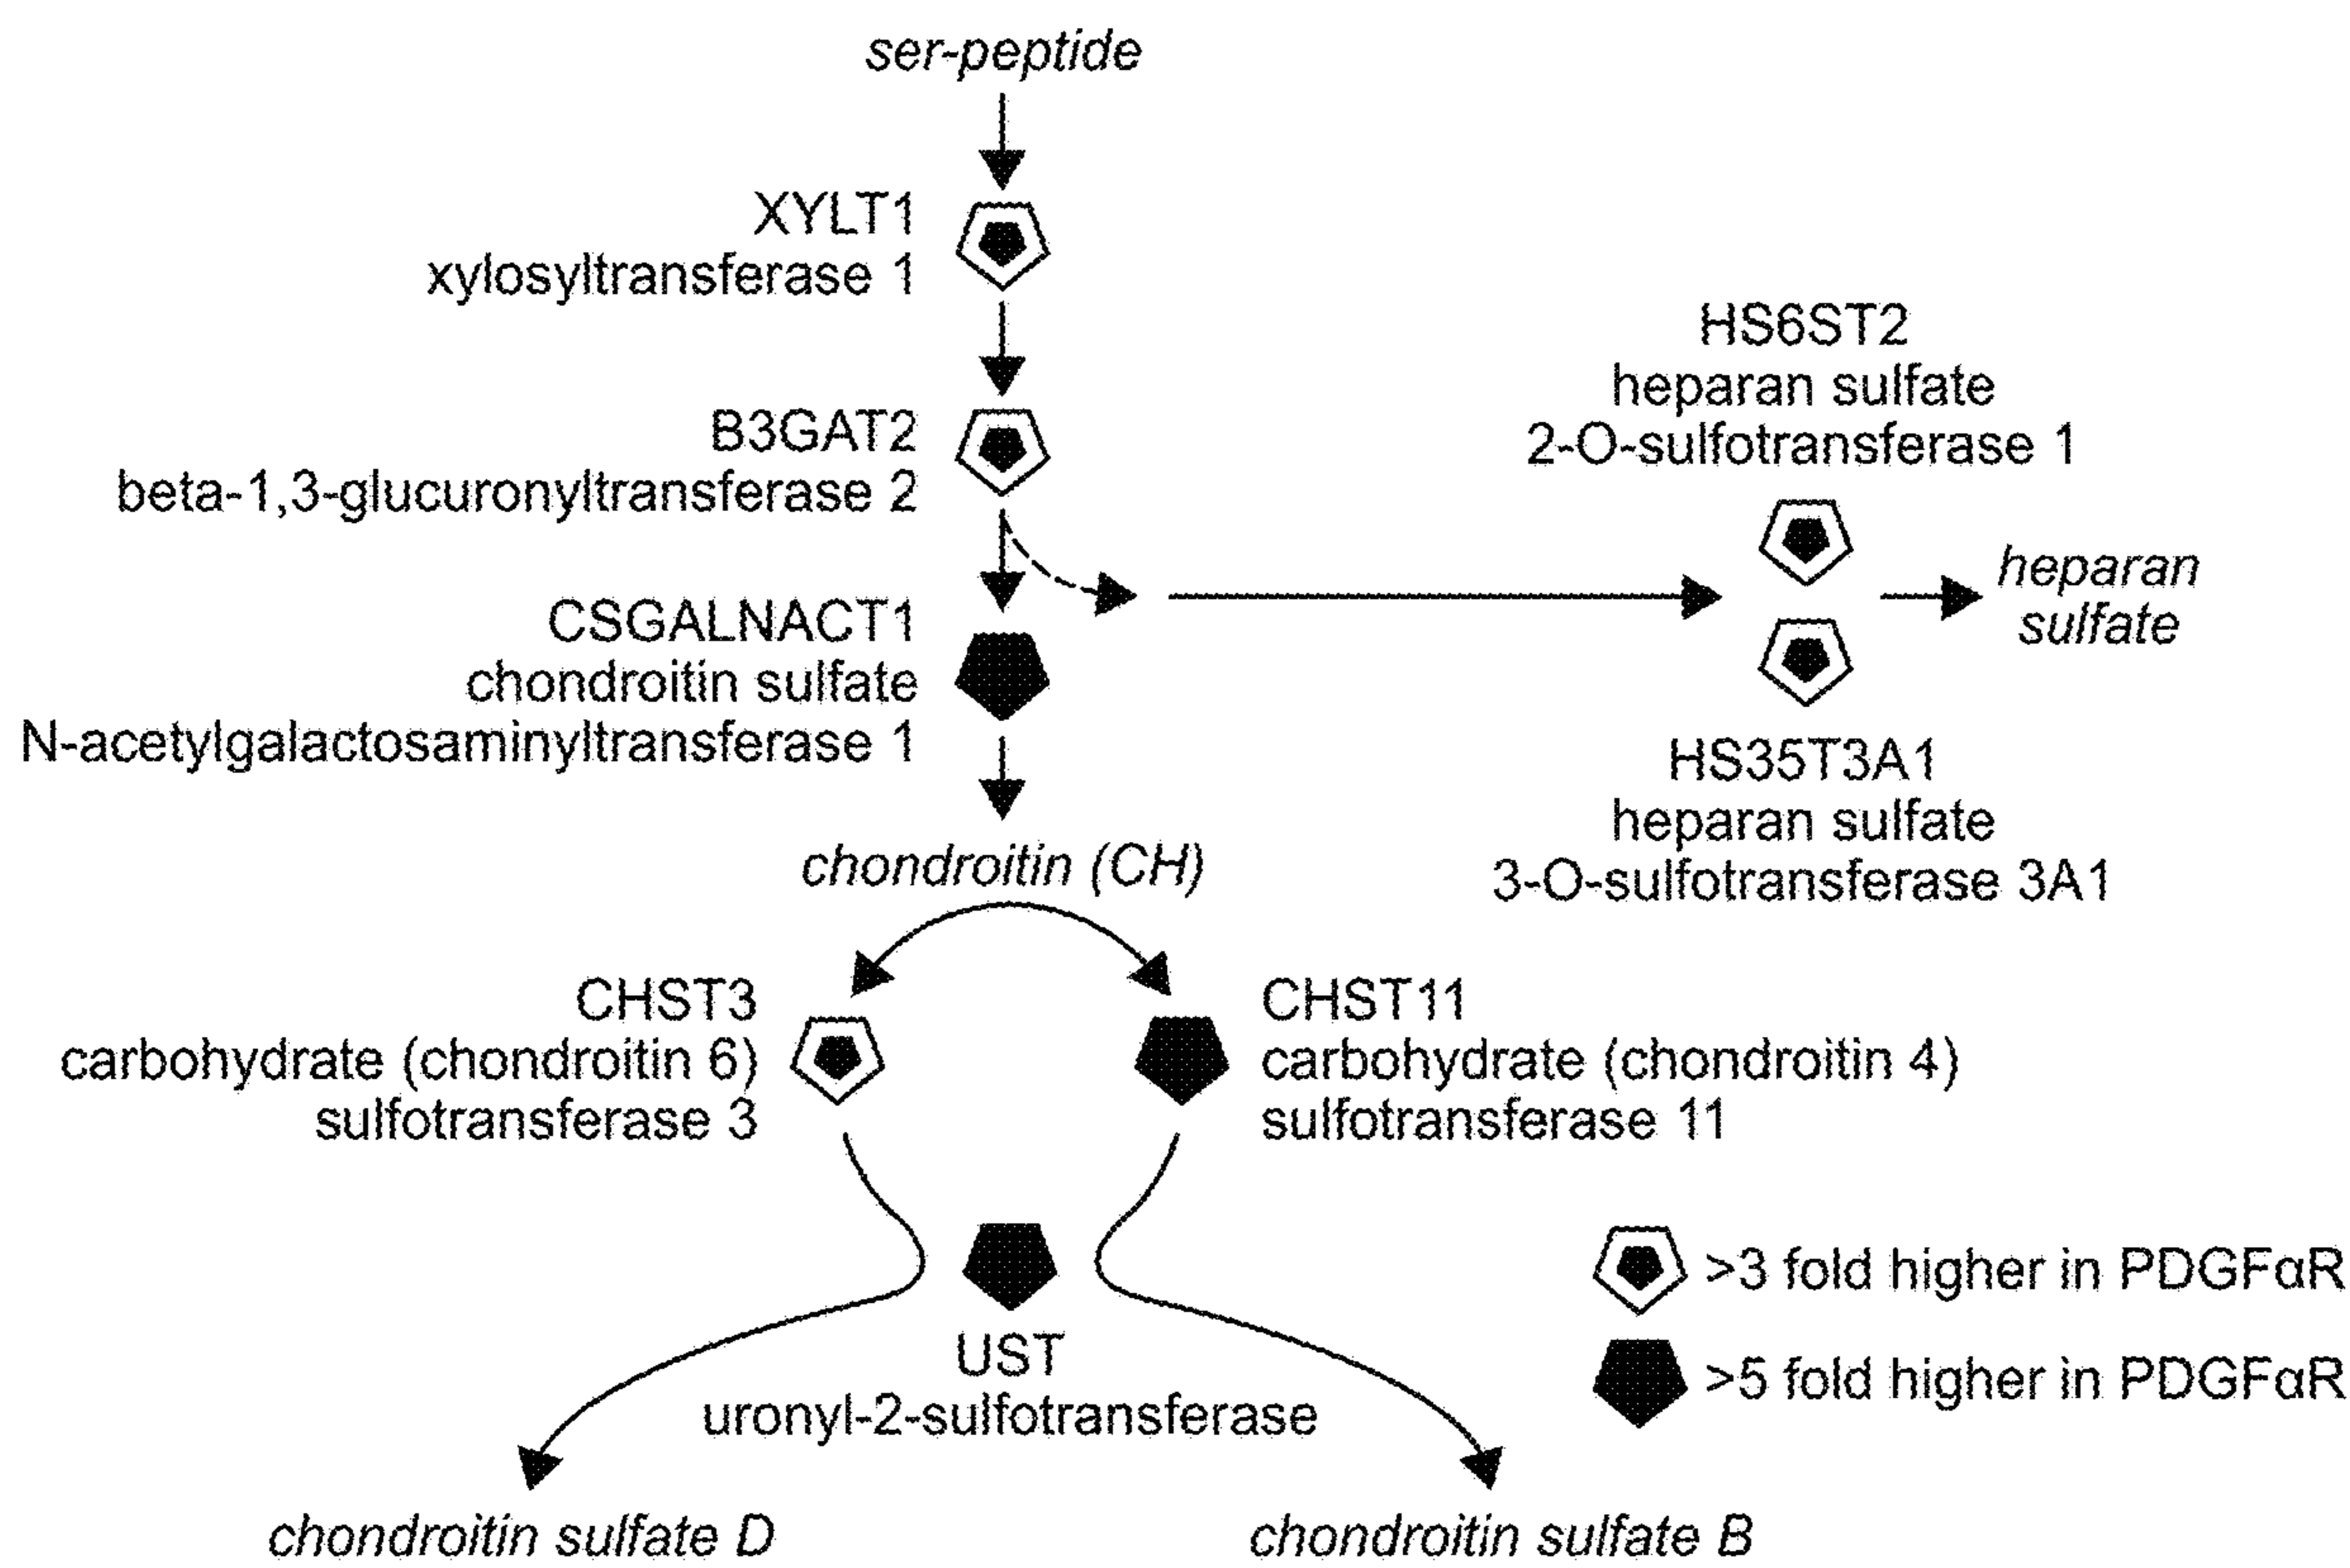 ser-peptide
XYLT1
xylosyltransferase 1
B3GAT2
beta-1,3-glucuronyltransferase 2
CSGALNACT1
chondroitin sulfate
N-acetylgalactosaminyltransferase 1
HS6ST2
heparan sulfate
2-O-sulfotransferase 1
heparan
sulfate
HS35T3A1
heparan sulfate
3-O-sulfotransferase 3A1
chondroitin (CH)
CHST3
carbohydrate (chondroitin 6)
sulfotransferase 3
CHST11
carbohydrate (chondroitin 4)
sulfotransferase 11
UST
uronyl-2-sulfotransferase
>3 fold higher in PDGFαR
>5 fold higher in PDGFαR
chondroitin sulfate D
chondroitin sulfate B